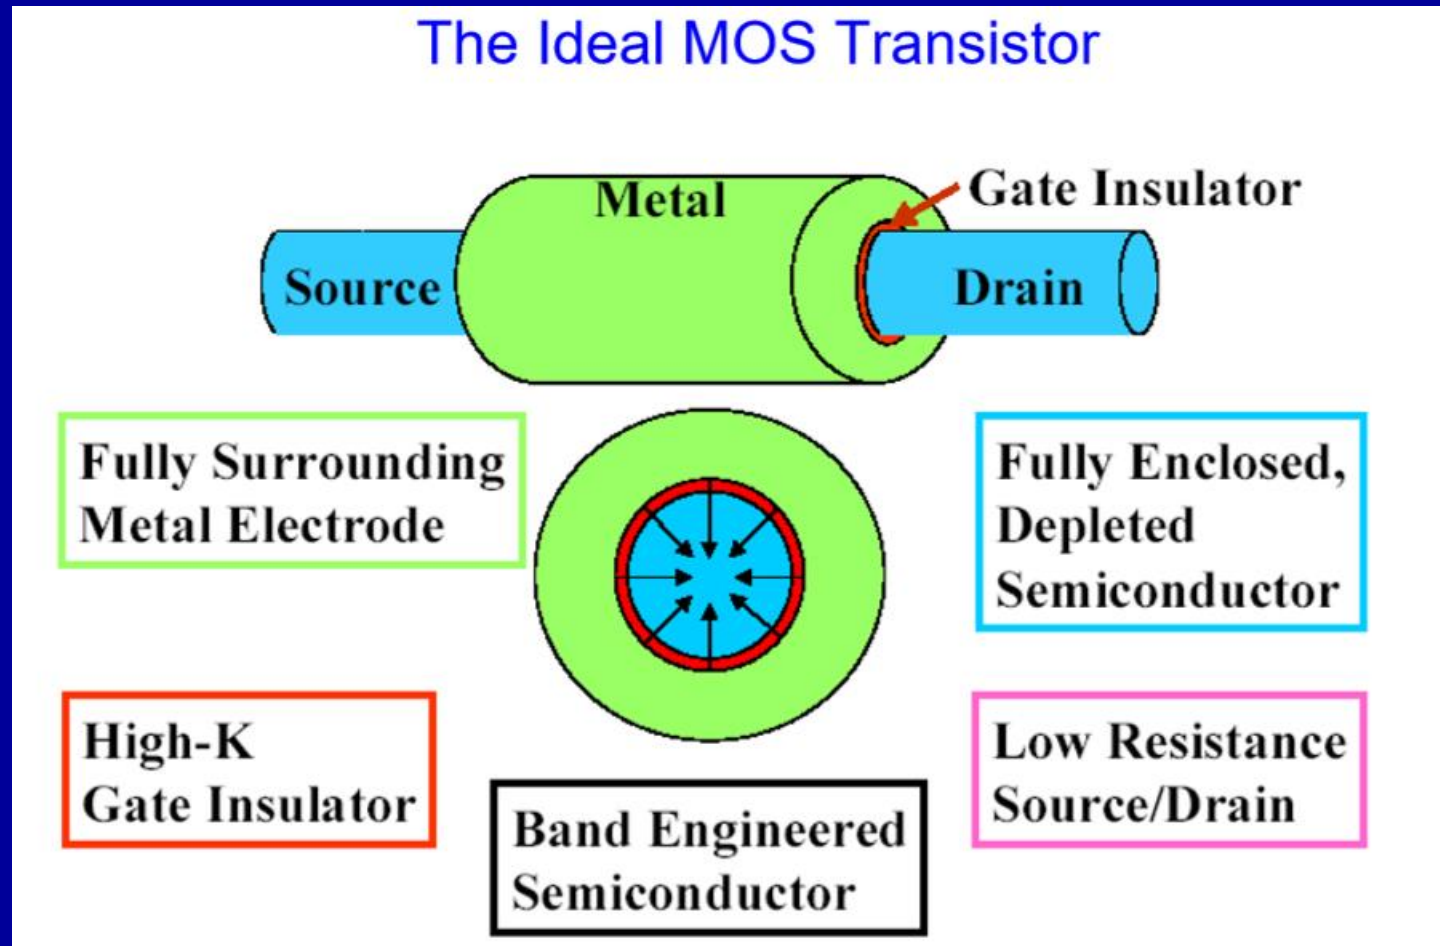 The Ideal MOS Transistor
Metal
Gate Insulator
Source
Drain
Fully Surrounding
Metal Electrode
Fully Enclosed,
Depleted
Semiconductor
High-K
Gate Insulator
Low Resistance
Source/Drain
Band Engineered
Semiconductor